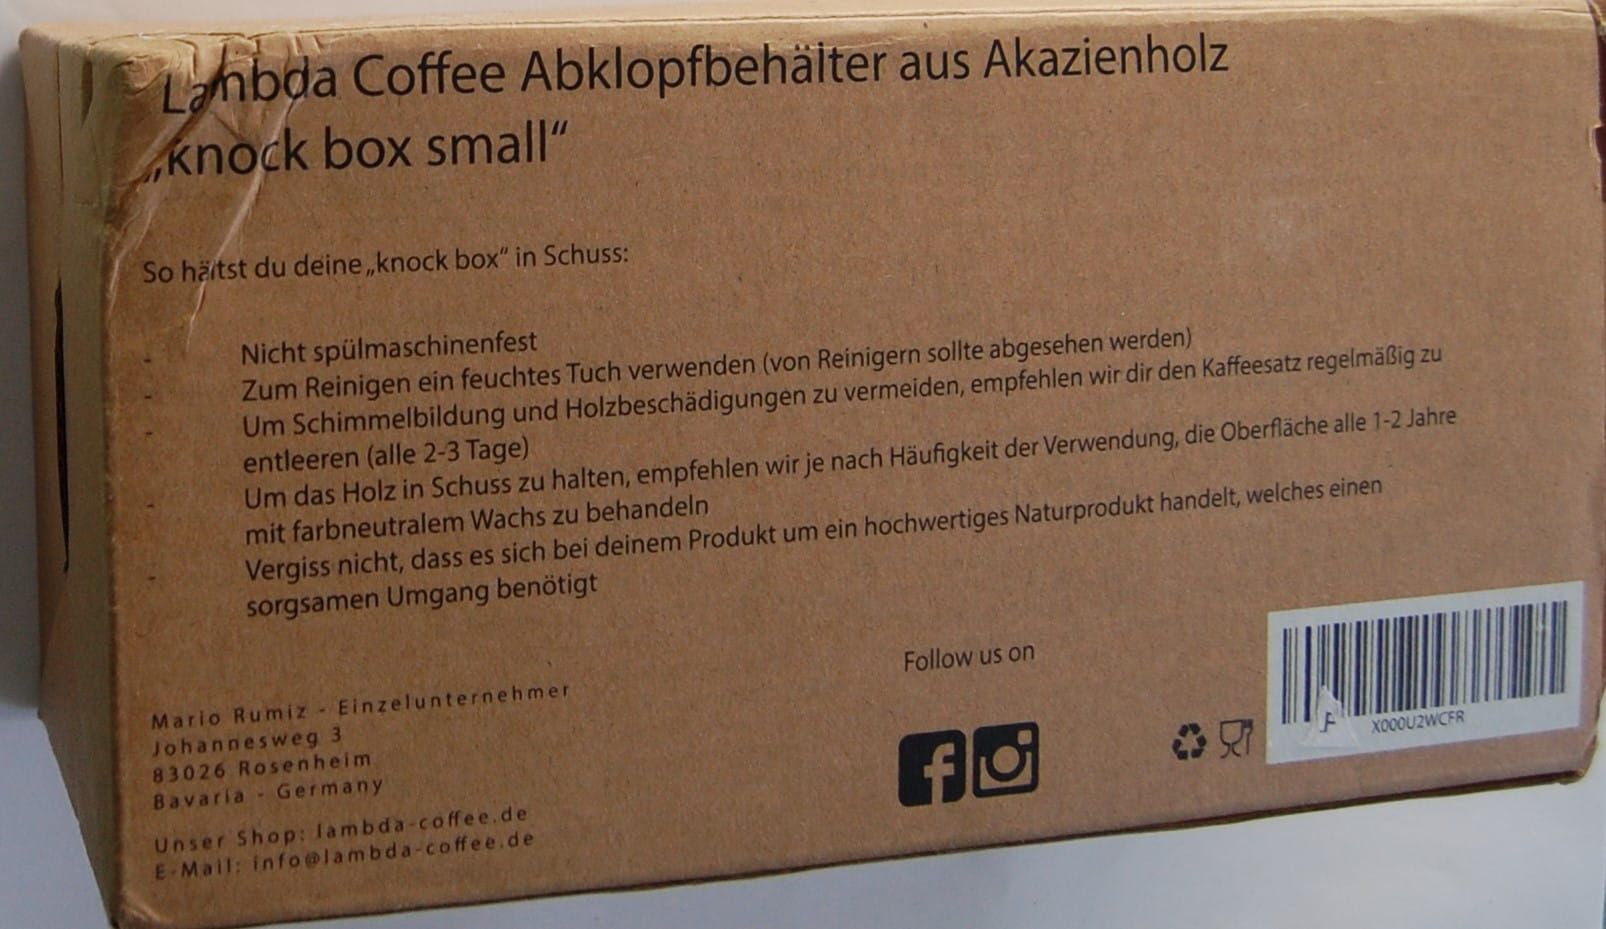 Lambda Coffee Abklopfbehälter aus Akazienholz
„knock box small“
So hältst du deine „knock box“ in Schuss:
- Nicht spülmaschinenfest
- Zum Reinigen ein feuchtes Tuch verwenden (von Reinigern sollte abgesehen werden)
- Um Schimmelbildung und Holzbeschädigungen zu vermeiden, empfehlen wir dir den Kaffeesatz regelmäßig zu
entleeren (alle 2-3 Tage)
- Um das Holz in Schuss zu halten, empfehlen wir je nach Häufigkeit der Verwendung, die Oberfläche alle 1-2 Jahre
mit farbneutralem Wachs zu behandeln
- Vergiss nicht, dass es sich bei deinem Produkt um ein hochwertiges Naturprodukt handelt, welches einen
sorgsamen Umgang benötigt
Mario Rumiz - Einzelunternehmer
Johannesweg 3
83026 Rosenheim
Bavaria - Germany
Unser Shop: lambda-coffee.de
E-Mail: info@lambda-coffee.de
Follow us on
X000U2WCFR